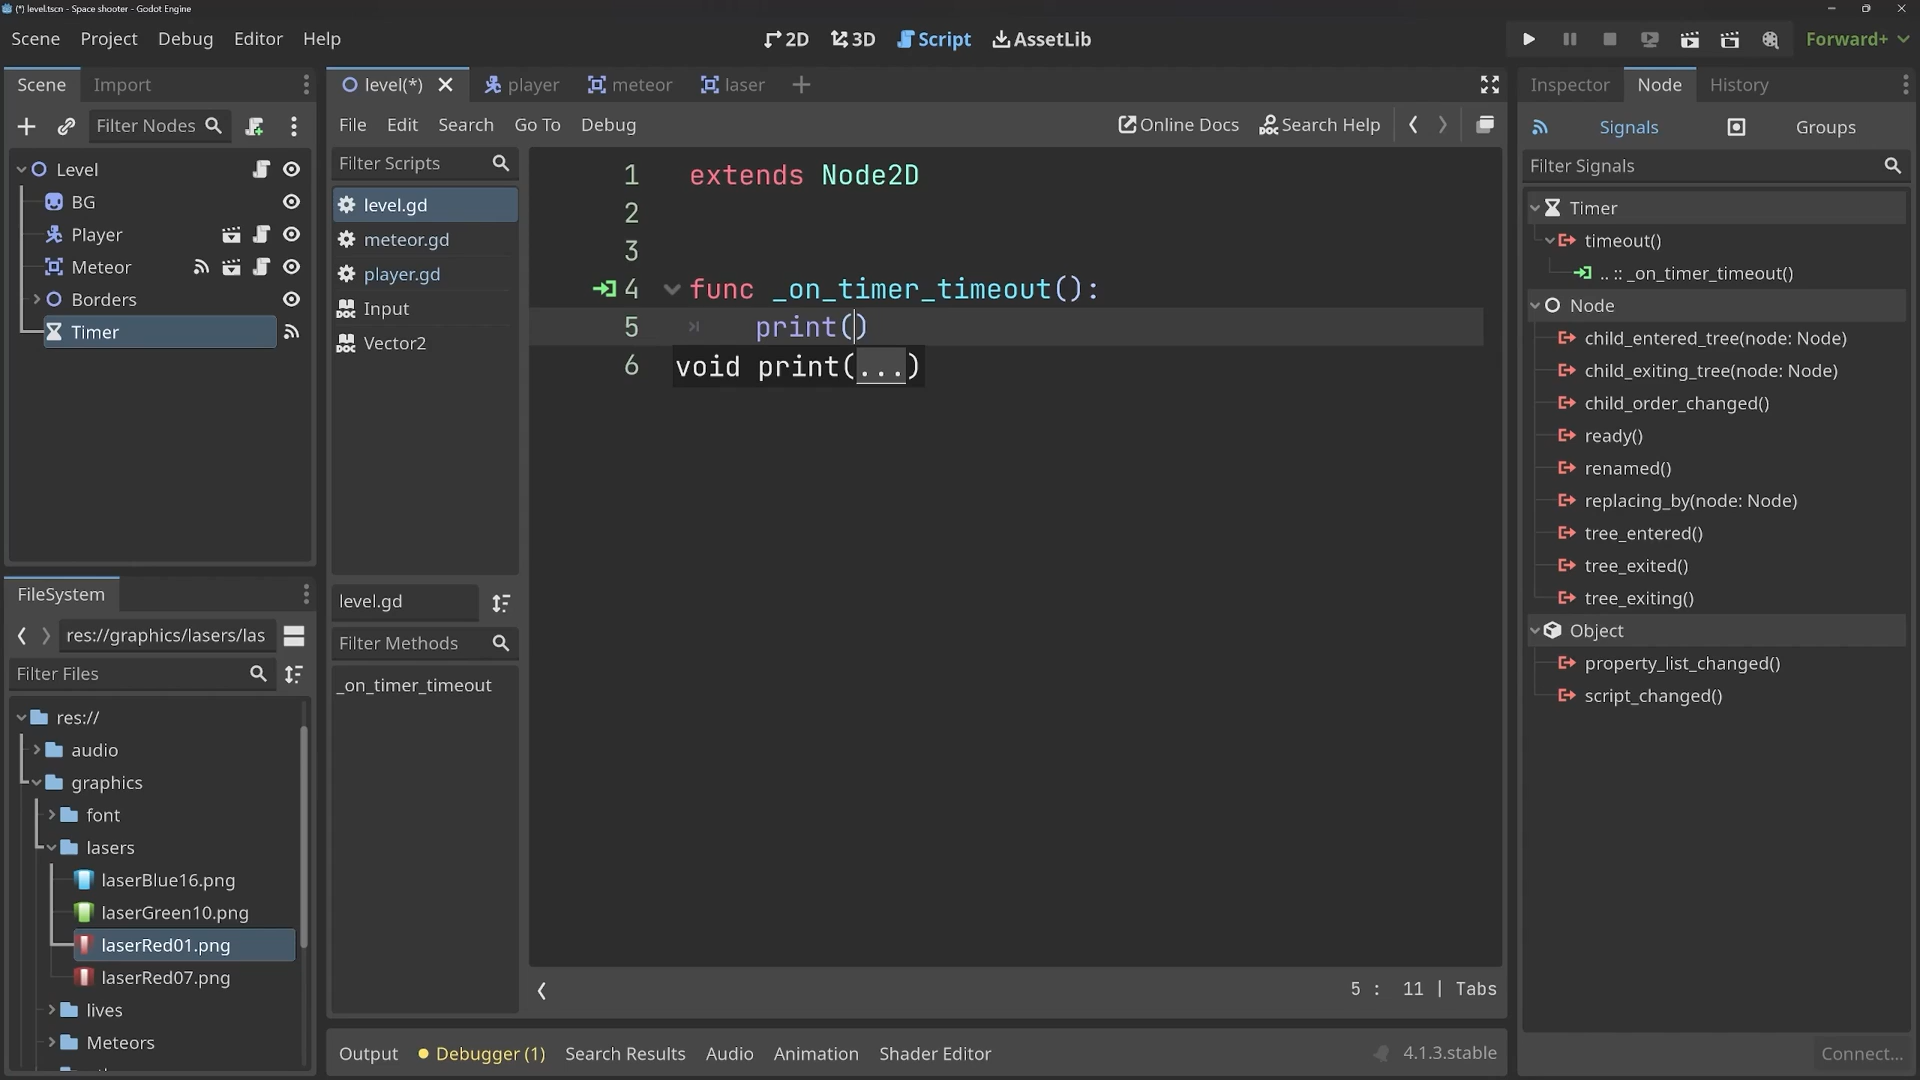 (*) level.tscn - Space shooter - Godot Engine
Scene Project Debug Editor Help
2D 3D Script AssetLib
Forward+
Scene Import
Filter Nodes
Level
BG
Player
Meteor
Borders
Timer
FileSystem
res://graphics/lasers/las
Filter Files
res://
audio
graphics
font
lasers
laserBlue16.png
laserGreen10.png
laserRed01.png
laserRed07.png
lives
Meteors
level(*) player meteor laser
File Edit Search Go To Debug
Online Docs Search Help
Filter Scripts
level.gd
meteor.gd
player.gd
Input
Vector2
level.gd
Filter Methods
_on_timer_timeout
1 extends Node2D
2
3
4 func _on_timer_timeout():
5 print()
6 void print(...)
5 : 11 | Tabs
Output Debugger (1) Search Results Audio Animation Shader Editor
4.1.3.stable
Inspector Node History
Signals Groups
Filter Signals
Timer
timeout()
.. :: _on_timer_timeout()
Node
child_entered_tree(node: Node)
child_exiting_tree(node: Node)
child_order_changed()
ready()
renamed()
replacing_by(node: Node)
tree_entered()
tree_exited()
tree_exiting()
Object
property_list_changed()
script_changed()
Connect...